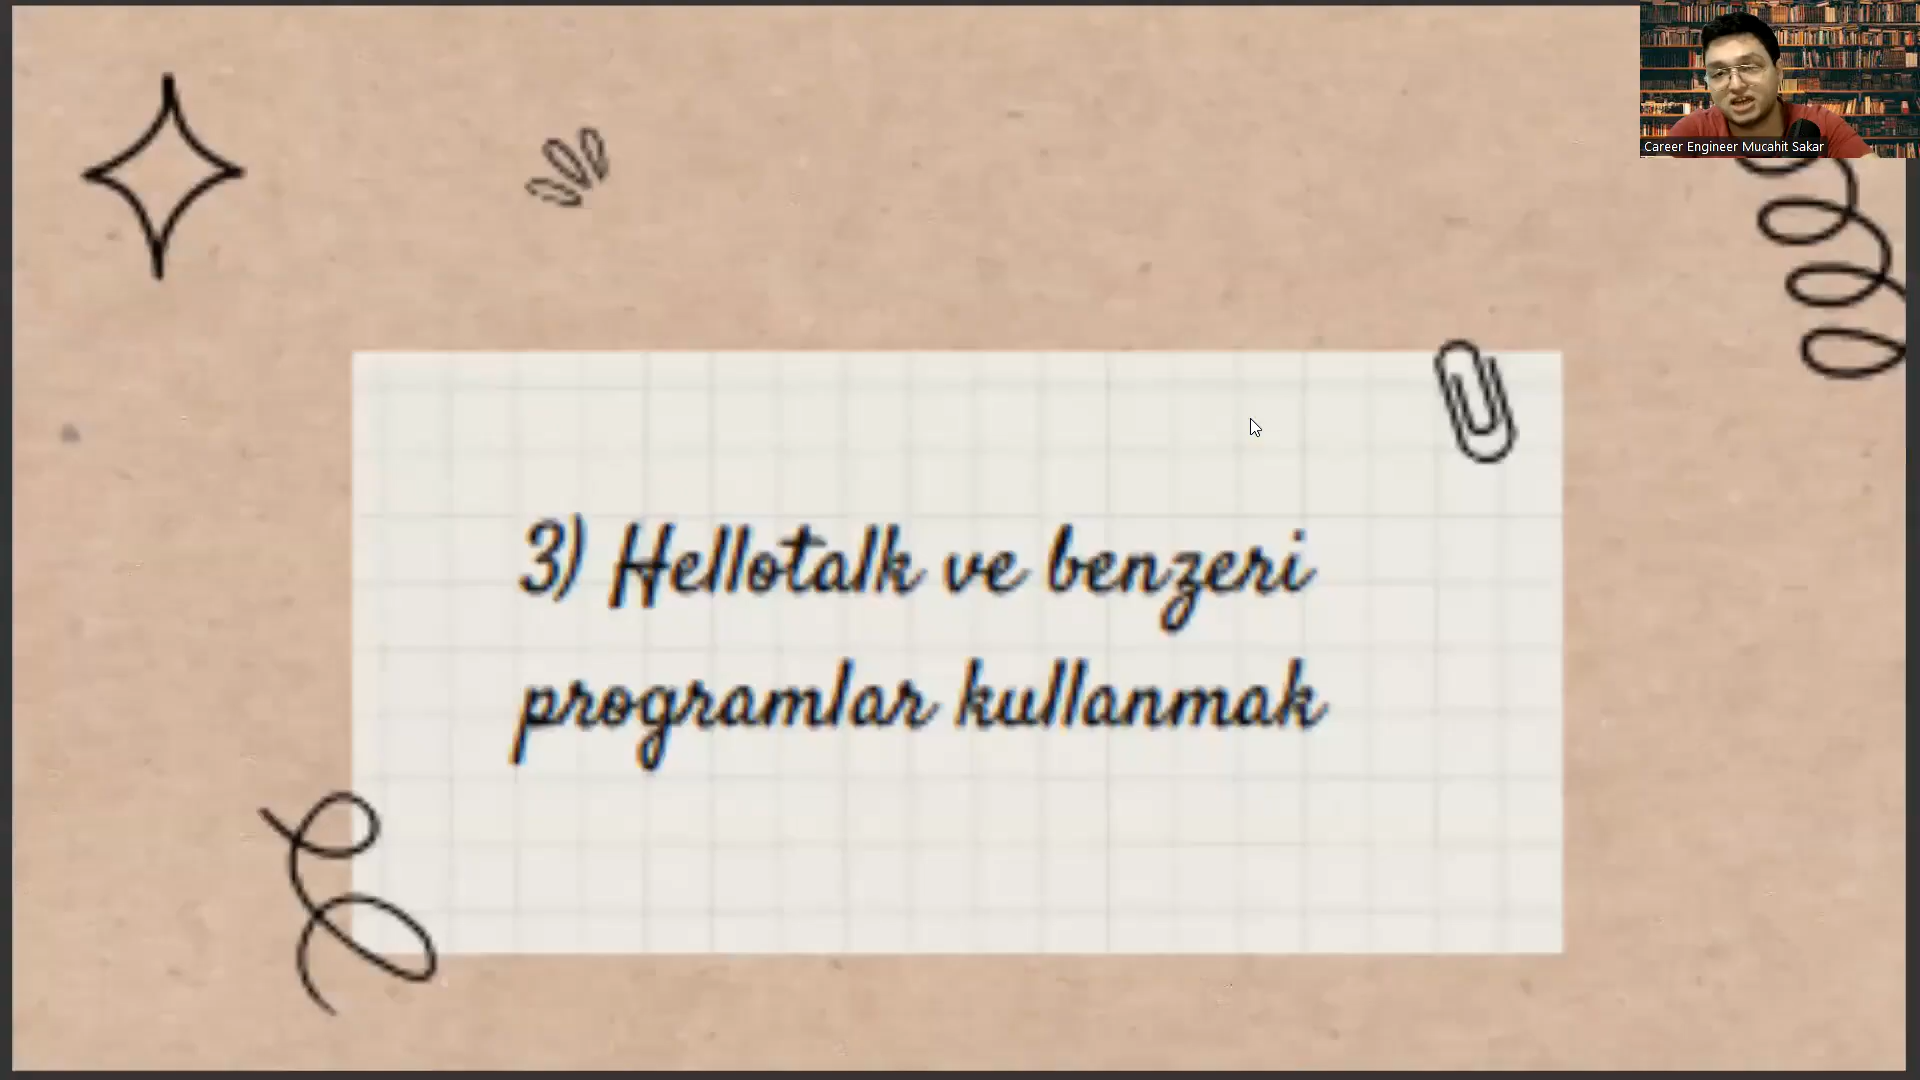 Career Engineer Mucahit Sakar
3) Hellotalk ve benzeri
programlar kullanmak